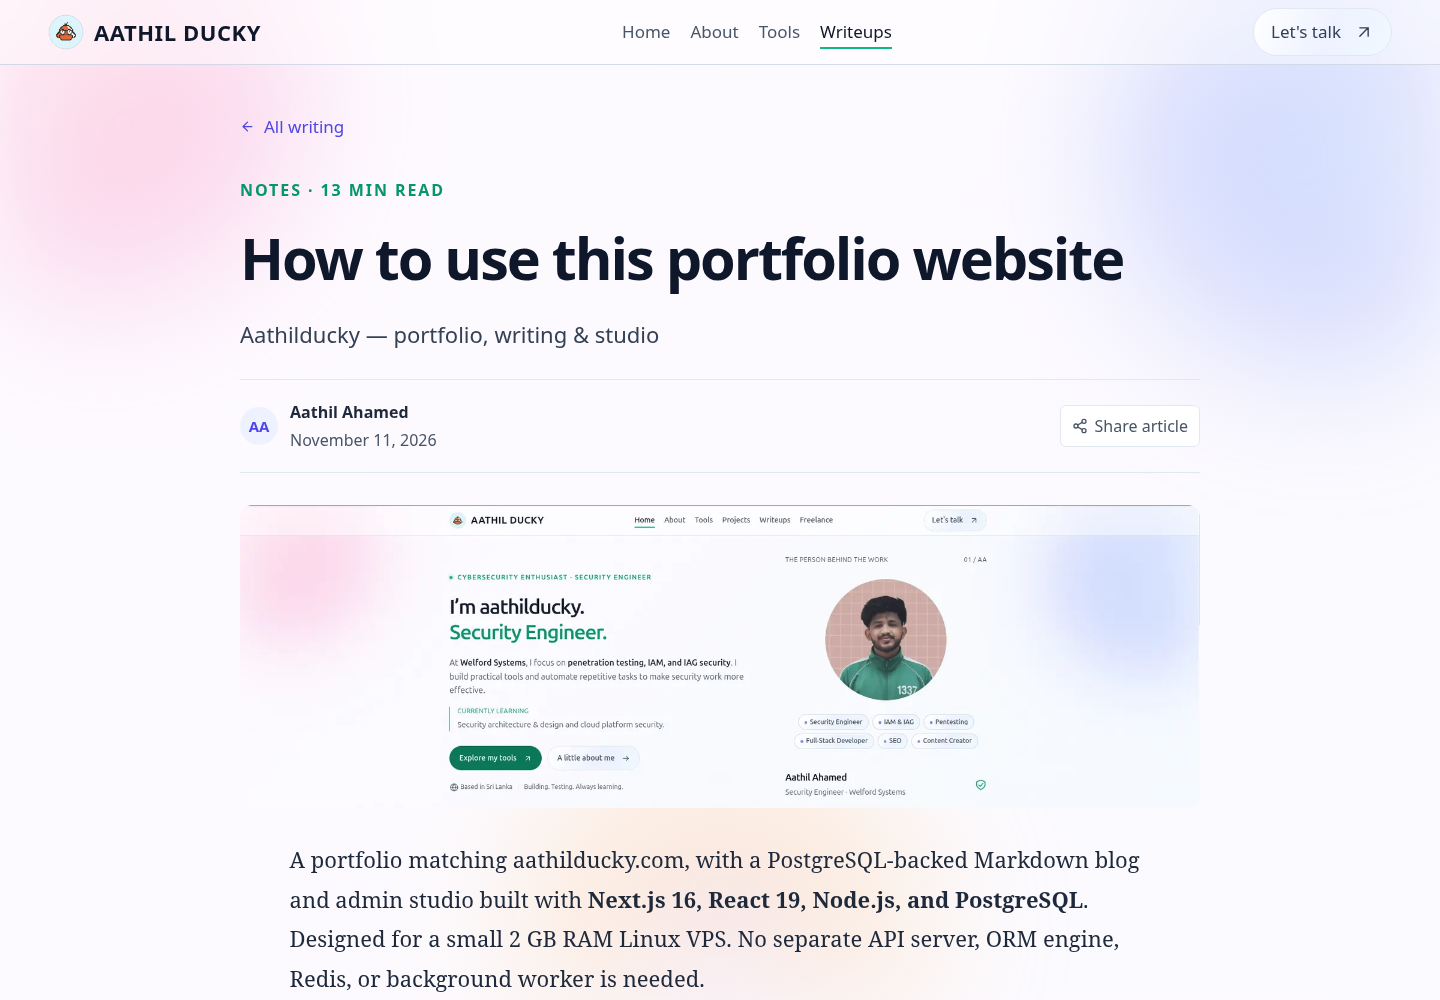 AATHIL DUCKY
Home About Tools Writeups
Let's talk
All writing
NOTES · 13 MIN READ
How to use this portfolio website
Aathilducky — portfolio, writing & studio
AA
Aathil Ahamed
November 11, 2026
Share article
AATHIL DUCKY
Home About Tools Projects Writeups Freelance
Let's talk
THE PERSON BEHIND THE WORK
01 / AA
CYBERSECURITY ENTHUSIAST · SECURITY ENGINEER
I'm aathilducky.
Security Engineer.
At Welford Systems, I focus on penetration testing, IAM, and IAG security. I
build practical tools and automate repetitive tasks to make security work more
effective.
CURRENTLY LEARNING
Security architecture & design and cloud platform security.
Explore my tools
A little about me
Based in Sri Lanka
Building. Testing. Always learning.
1337
Security Engineer
IAM & IAG
Pentesting
Full-Stack Developer
SEO
Content Creator
Aathil Ahamed
Security Engineer · Welford Systems
A portfolio matching aathilducky.com, with a PostgreSQL-backed Markdown blog
and admin studio built with Next.js 16, React 19, Node.js, and PostgreSQL.
Designed for a small 2 GB RAM Linux VPS. No separate API server, ORM engine,
Redis, or background worker is needed.